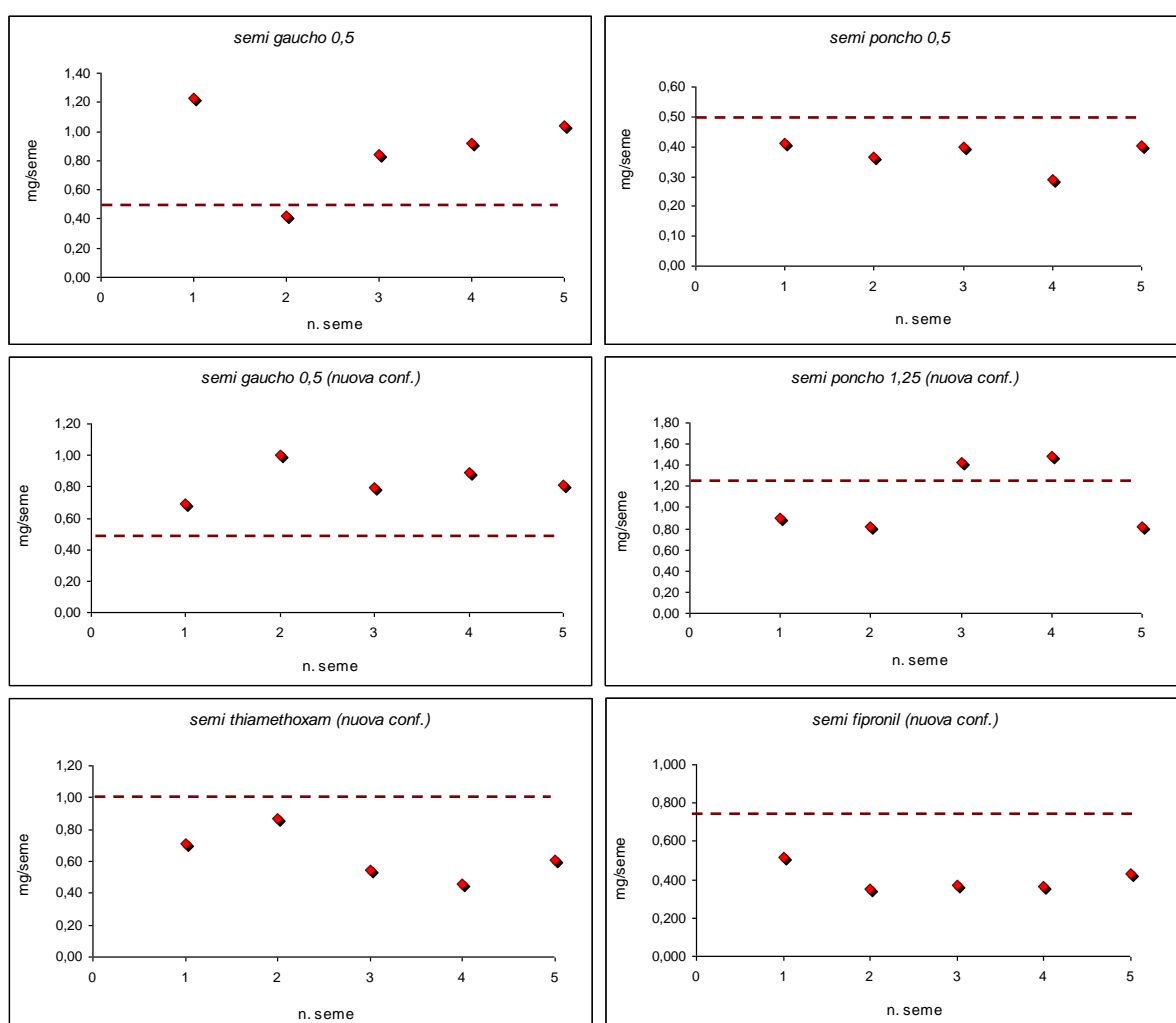 semi gaucho 0,5
1,40
1,20
1,00
0,80
0,60
0,40
0,20
0,00
mg/seme
0 1 2 3 4 5
n. seme
semi poncho 0,5
0,60
0,50
0,40
0,30
0,20
0,10
0,00
mg/seme
0 1 2 3 4 5
n. seme
semi gaucho 0,5 (nuova conf.)
1,20
1,00
0,80
0,60
0,40
0,20
0,00
mg/seme
0 1 2 3 4 5
n. seme
semi poncho 1,25 (nuova conf.)
1,80
1,60
1,40
1,20
1,00
0,80
0,60
0,40
0,20
0,00
mg/seme
0 1 2 3 4 5
n. seme
semi thiamethoxam (nuova conf.)
1,20
1,00
0,80
0,60
0,40
0,20
0,00
mg/seme
0 1 2 3 4 5
n. seme
semi fipronil (nuova conf.)
1,000
0,800
0,600
0,400
0,200
0,000
mg/seme
0 1 2 3 4 5
n. seme